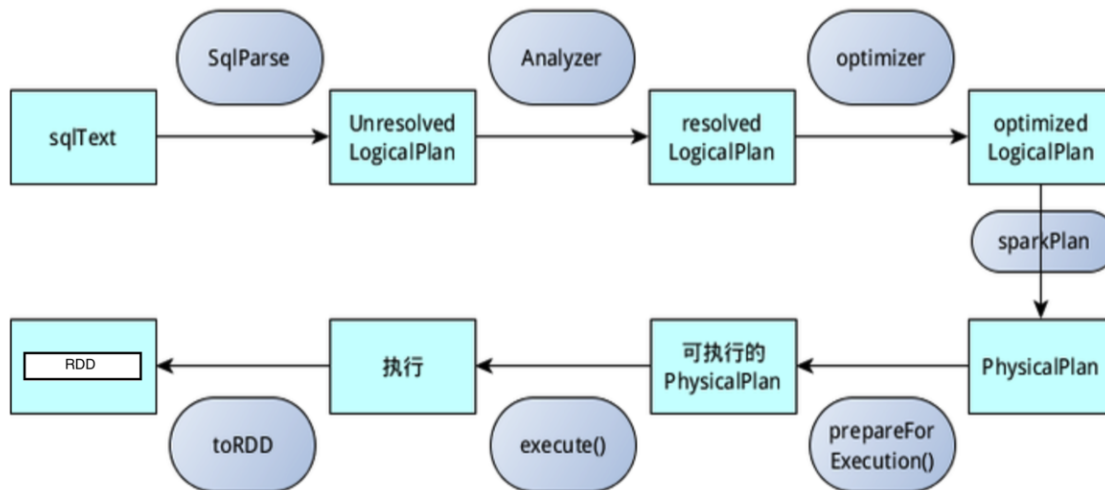 SqlParse
Analyzer
optimizer
sqlText
Unresolved
LogicalPlan
resolved
LogicalPlan
optimized
LogicalPlan
sparkPlan
RDD
执行
可执行的
PhysicalPlan
PhysicalPlan
toRDD
execute()
prepareFor
Execution()